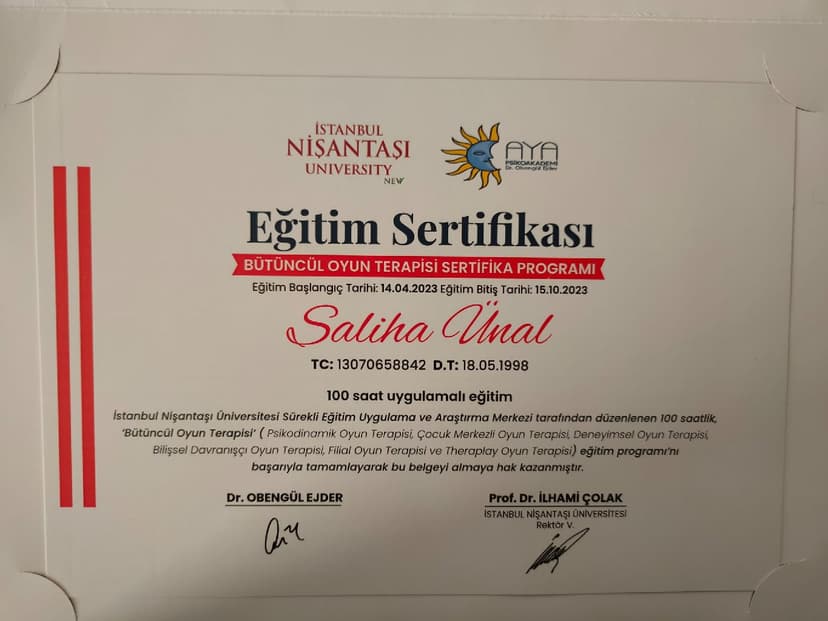 İSTANBUL
NİŞANTAŞI
UNIVERSITY
NEW
AYA
PSİKOAKADEMİ
Dr. Obengül Ejder
Eğitim Sertifikası
BÜTÜNCÜL OYUN TERAPİSİ SERTİFİKA PROGRAMI
Eğitim Başlangıç Tarihi: 14.04.2023 Eğitim Bitiş Tarihi: 15.10.2023
Saliha Ünal
TC: 13070658842 D.T: 18.05.1998
100 saat uygulamalı eğitim
İstanbul Nişantaşı Üniversitesi Sürekli Eğitim Uygulama ve Araştırma Merkezi tarafından düzenlenen 100 saatlik,
'Bütüncül Oyun Terapisi' ( Psikodinamik Oyun Terapisi, Çocuk Merkezli Oyun Terapisi, Deneyimsel Oyun Terapisi,
Bilişsel Davranışçı Oyun Terapisi, Filial Oyun Terapisi ve Theraplay Oyun Terapisi) eğitim programı'nı
başarıyla tamamlayarak bu belgeyi almaya hak kazanmıştır.
Dr. OBENGÜL EJDER
Prof. Dr. İLHAMİ ÇOLAK
İSTANBUL NİŞANTAŞI ÜNİVERSİTESİ
Rektör V.